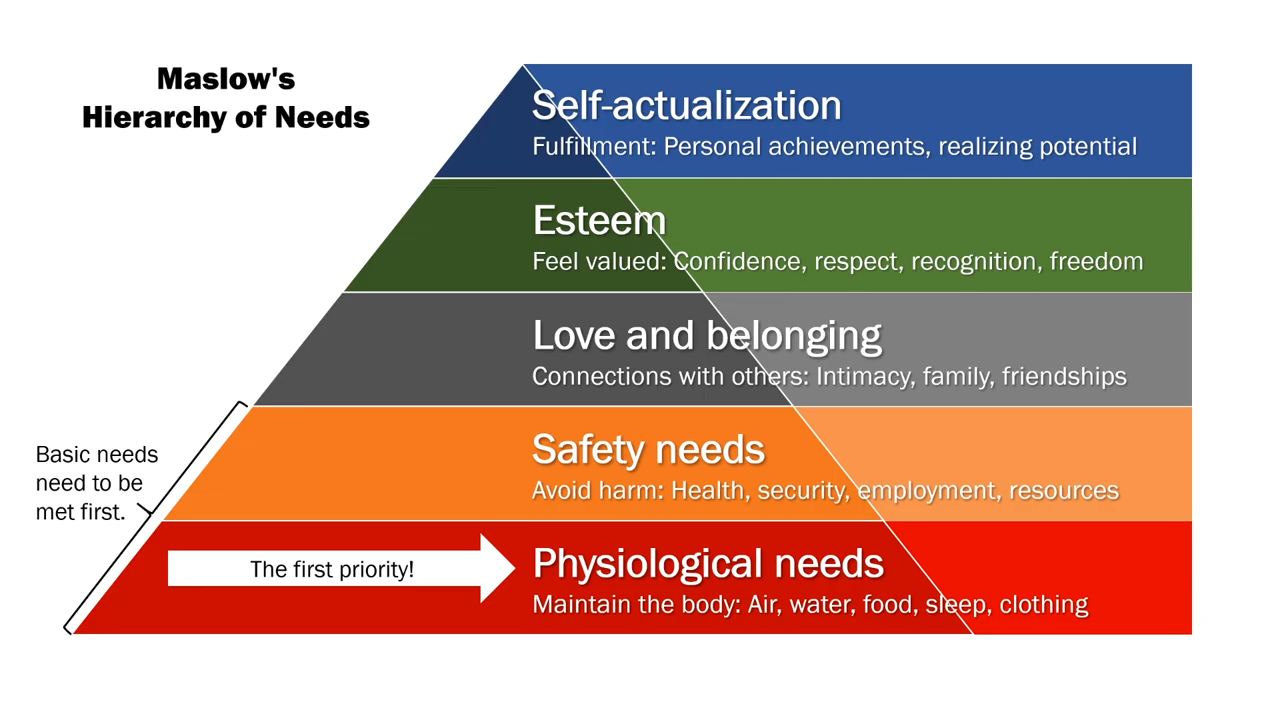 Maslow's
Hierarchy of Needs
Self-actualization
Fulfillment: Personal achievements, realizing potential
Esteem
Feel valued: Confidence, respect, recognition, freedom
Love and belonging
Connections with others: Intimacy, family, friendships
Safety needs
Avoid harm: Health, security, employment, resources
Basic needs
need to be
met first.
The first priority!
Physiological needs
Maintain the body: Air, water, food, sleep, clothing